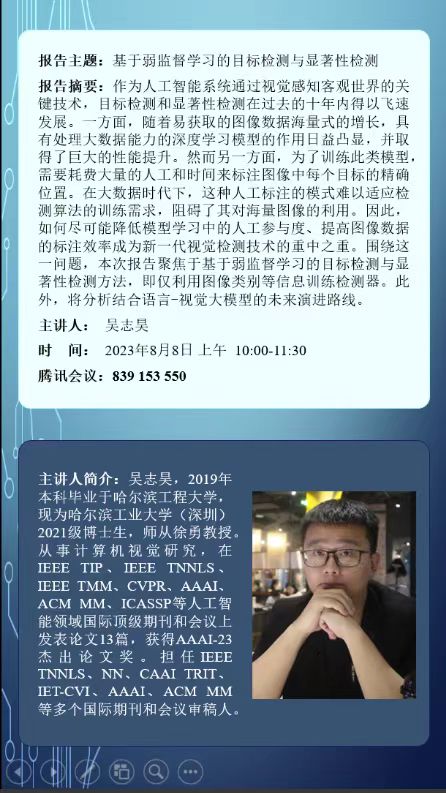 报告主题：基于弱监督学习的目标检测与显著性检测
报告摘要：作为人工智能系统通过视觉感知客观世界的关
键技术，目标检测和显著性检测在过去的十年内得以飞速
发展。一方面，随着易获取的图像数据海量式的增长，具
有处理大数据能力的深度学习模型的作用日益凸显，并取
得了巨大的性能提升。然而另一方面，为了训练此类模型，
需要耗费大量的人工和时间来标注图像中每个目标的精确
位置。在大数据时代下，这种人工标注的模式难以适应检
测算法的训练需求，阻碍了其对海量图像的利用。因此，
如何尽可能降低模型学习中的人工参与度、提高图像数据
的标注效率成为新一代视觉检测技术的重中之重。围绕这
一问题，本次报告聚焦于基于弱监督学习的目标检测与显
著性检测方法，即仅利用图像类别等信息训练检测器。此
外，将分析结合语言-视觉大模型的未来演进路线。
主讲人： 吴志昊
时 间： 2023年8月8日 上午 10:00-11:30
腾讯会议：839 153 550
主讲人简介：吴志昊，2019年
本科毕业于哈尔滨工程大学，
现为哈尔滨工业大学（深圳）
2021级博士生，师从徐勇教授。
从事计算机视觉研究，在
IEEE TIP、IEEE TNNLS、
IEEE TMM、CVPR、AAAI、
ACM MM、ICASSP等人工智
能领域国际顶级期刊和会议上
发表论文13篇，获得AAAI-23
杰出论文奖。担任IEEE
TNNLS、NN、CAAI TRIT、
IET-CVI、AAAI、ACM MM
等多个国际期刊和会议审稿人。